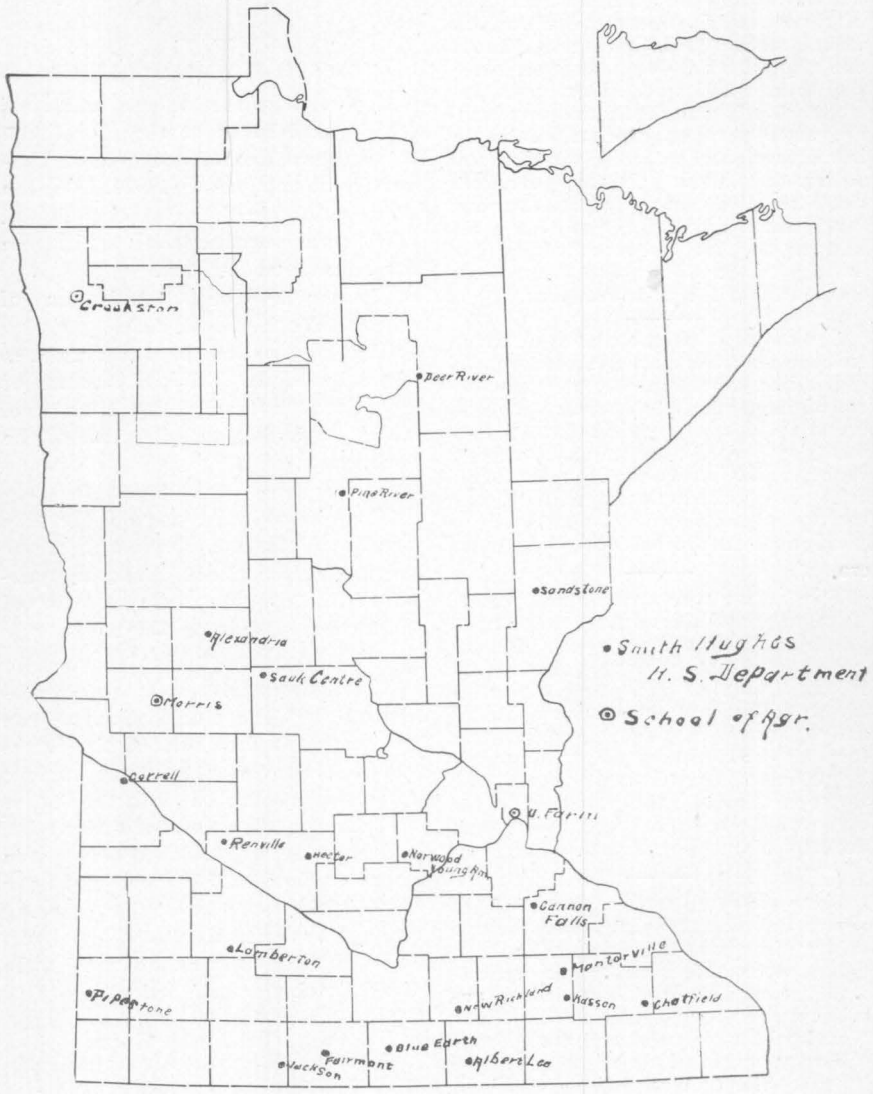 Crookston
Deer River
Pine River
Sandstone
Alexandria
Sauk Centre
Smith Hughes
H. S. Department
Morris
School of Agr.
Correll
U. Farm
Renville
Hector
Norwood
Young Am.
Cannon
Falls
Lamberton
Mantorville
Pipestone
New Richland
Kasson
Chatfield
Blue Earth
Fairmont
Albert Lea
Jackson